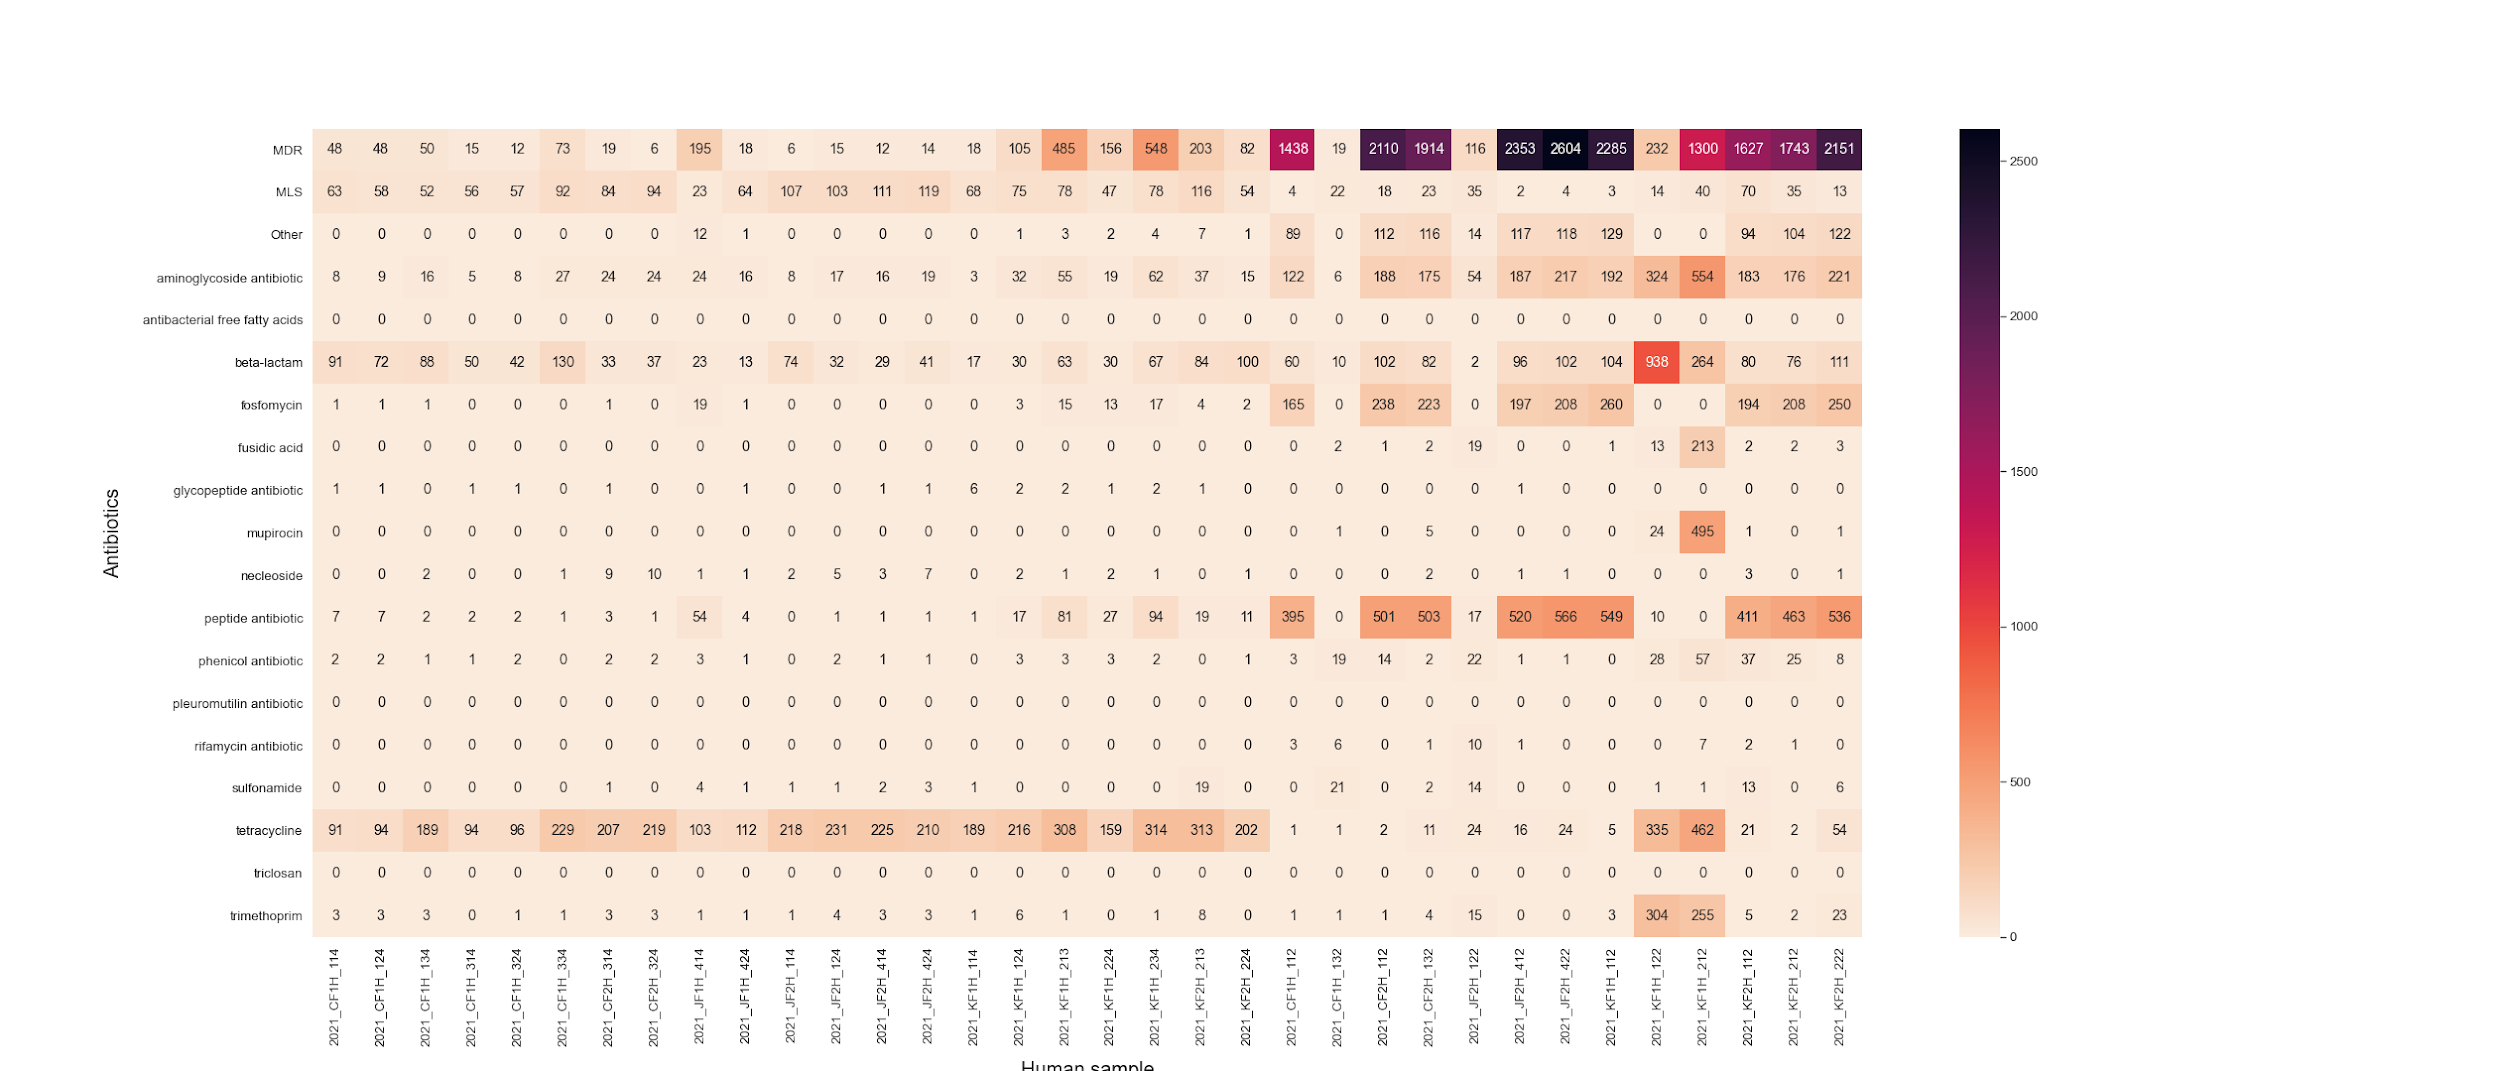 MDR 48 48 50 15 12 73 19 6 195 18 6 15 12 14 18 105 485 156 548 203 82 1438 19 2110 1914 116 2353 2604 2285 232 1300 1627 1743 2151
MLS 63 58 52 56 57 92 84 94 23 64 107 103 111 119 68 75 78 47 78 116 54 4 22 18 23 35 2 4 3 14 40 70 35 13
Other 0 0 0 0 0 0 0 0 12 1 0 0 0 0 0 1 3 2 4 7 1 89 0 112 116 14 117 118 129 0 0 94 104 122
aminoglycoside antibiotic 8 9 16 5 8 27 24 24 24 16 8 17 16 19 3 32 55 19 62 37 15 122 6 188 175 54 187 217 192 324 554 183 176 221
antibacterial free fatty acids 0 0 0 0 0 0 0 0 0 0 0 0 0 0 0 0 0 0 0 0 0 0 0 0 0 0 0 0 0 0 0 0 0 0
beta-lactam 91 72 88 50 42 130 33 37 23 13 74 32 29 41 17 30 63 30 67 84 100 60 10 102 82 2 96 102 104 938 264 80 76 111
fosfomycin 1 1 1 0 0 0 1 0 19 1 0 0 0 0 0 3 15 13 17 4 2 165 0 238 223 0 197 208 260 0 0 194 208 250
fusidic acid 0 0 0 0 0 0 0 0 0 0 0 0 0 0 0 0 0 0 0 0 0 0 2 1 2 19 0 0 1 13 213 2 2 3
glycopeptide antibiotic 1 1 0 1 1 0 1 0 0 1 0 0 1 1 6 2 2 1 2 1 0 0 0 0 0 0 1 0 0 0 0 0 0 0
mupirocin 0 0 0 0 0 0 0 0 0 0 0 0 0 0 0 0 0 0 0 0 0 0 1 0 5 0 0 0 0 24 495 1 0 1
necleoside 0 0 2 0 0 1 9 10 1 1 2 5 3 7 0 2 1 2 1 0 1 0 0 0 2 0 1 1 0 0 0 3 0 1
peptide antibiotic 7 7 2 2 2 1 3 1 54 4 0 1 1 1 1 17 81 27 94 19 11 395 0 501 503 17 520 566 549 10 0 411 463 536
phenicol antibiotic 2 2 1 1 2 0 2 2 3 1 0 2 1 1 0 3 3 3 2 0 1 3 19 14 2 22 1 1 0 28 57 37 25 8
pleuromutilin antibiotic 0 0 0 0 0 0 0 0 0 0 0 0 0 0 0 0 0 0 0 0 0 0 0 0 0 0 0 0 0 0 0 0 0 0
rifamycin antibiotic 0 0 0 0 0 0 0 0 0 0 0 0 0 0 0 0 0 0 0 0 0 3 6 0 1 10 1 0 0 0 7 2 1 0
sulfonamide 0 0 0 0 0 0 1 0 4 1 1 1 2 3 1 0 0 0 0 19 0 0 21 0 2 14 0 0 0 1 1 13 0 6
tetracycline 91 94 189 94 96 229 207 219 103 112 218 231 225 210 189 216 308 159 314 313 202 1 1 2 11 24 16 24 5 335 462 21 2 54
triclosan 0 0 0 0 0 0 0 0 0 0 0 0 0 0 0 0 0 0 0 0 0 0 0 0 0 0 0 0 0 0 0 0 0 0
trimethoprim 3 3 3 0 1 1 3 3 1 1 1 4 3 3 1 6 1 0 1 8 0 1 1 1 4 15 0 0 3 304 255 5 2 23
Antibiotics
2021_CF1H_114
2021_CF1H_124
2021_CF1H_134
2021_CF1H_314
2021_CF1H_324
2021_CF1H_334
2021_CF2H_314
2021_CF2H_324
2021_JF1H_414
2021_JF1H_424
2021_JF2H_114
2021_JF2H_124
2021_JF2H_414
2021_JF2H_424
2021_KF1H_114
2021_KF1H_124
2021_KF1H_213
2021_KF1H_224
2021_KF1H_234
2021_KF2H_213
2021_KF2H_224
2021_CF1H_112
2021_CF1H_132
2021_CF2H_112
2021_CF2H_132
2021_JF2H_122
2021_JF2H_412
2021_JF2H_422
2021_KF1H_112
2021_KF1H_122
2021_KF1H_212
2021_KF2H_112
2021_KF2H_212
2021_KF2H_222
Human sample
2500
2000
1500
1000
500
0